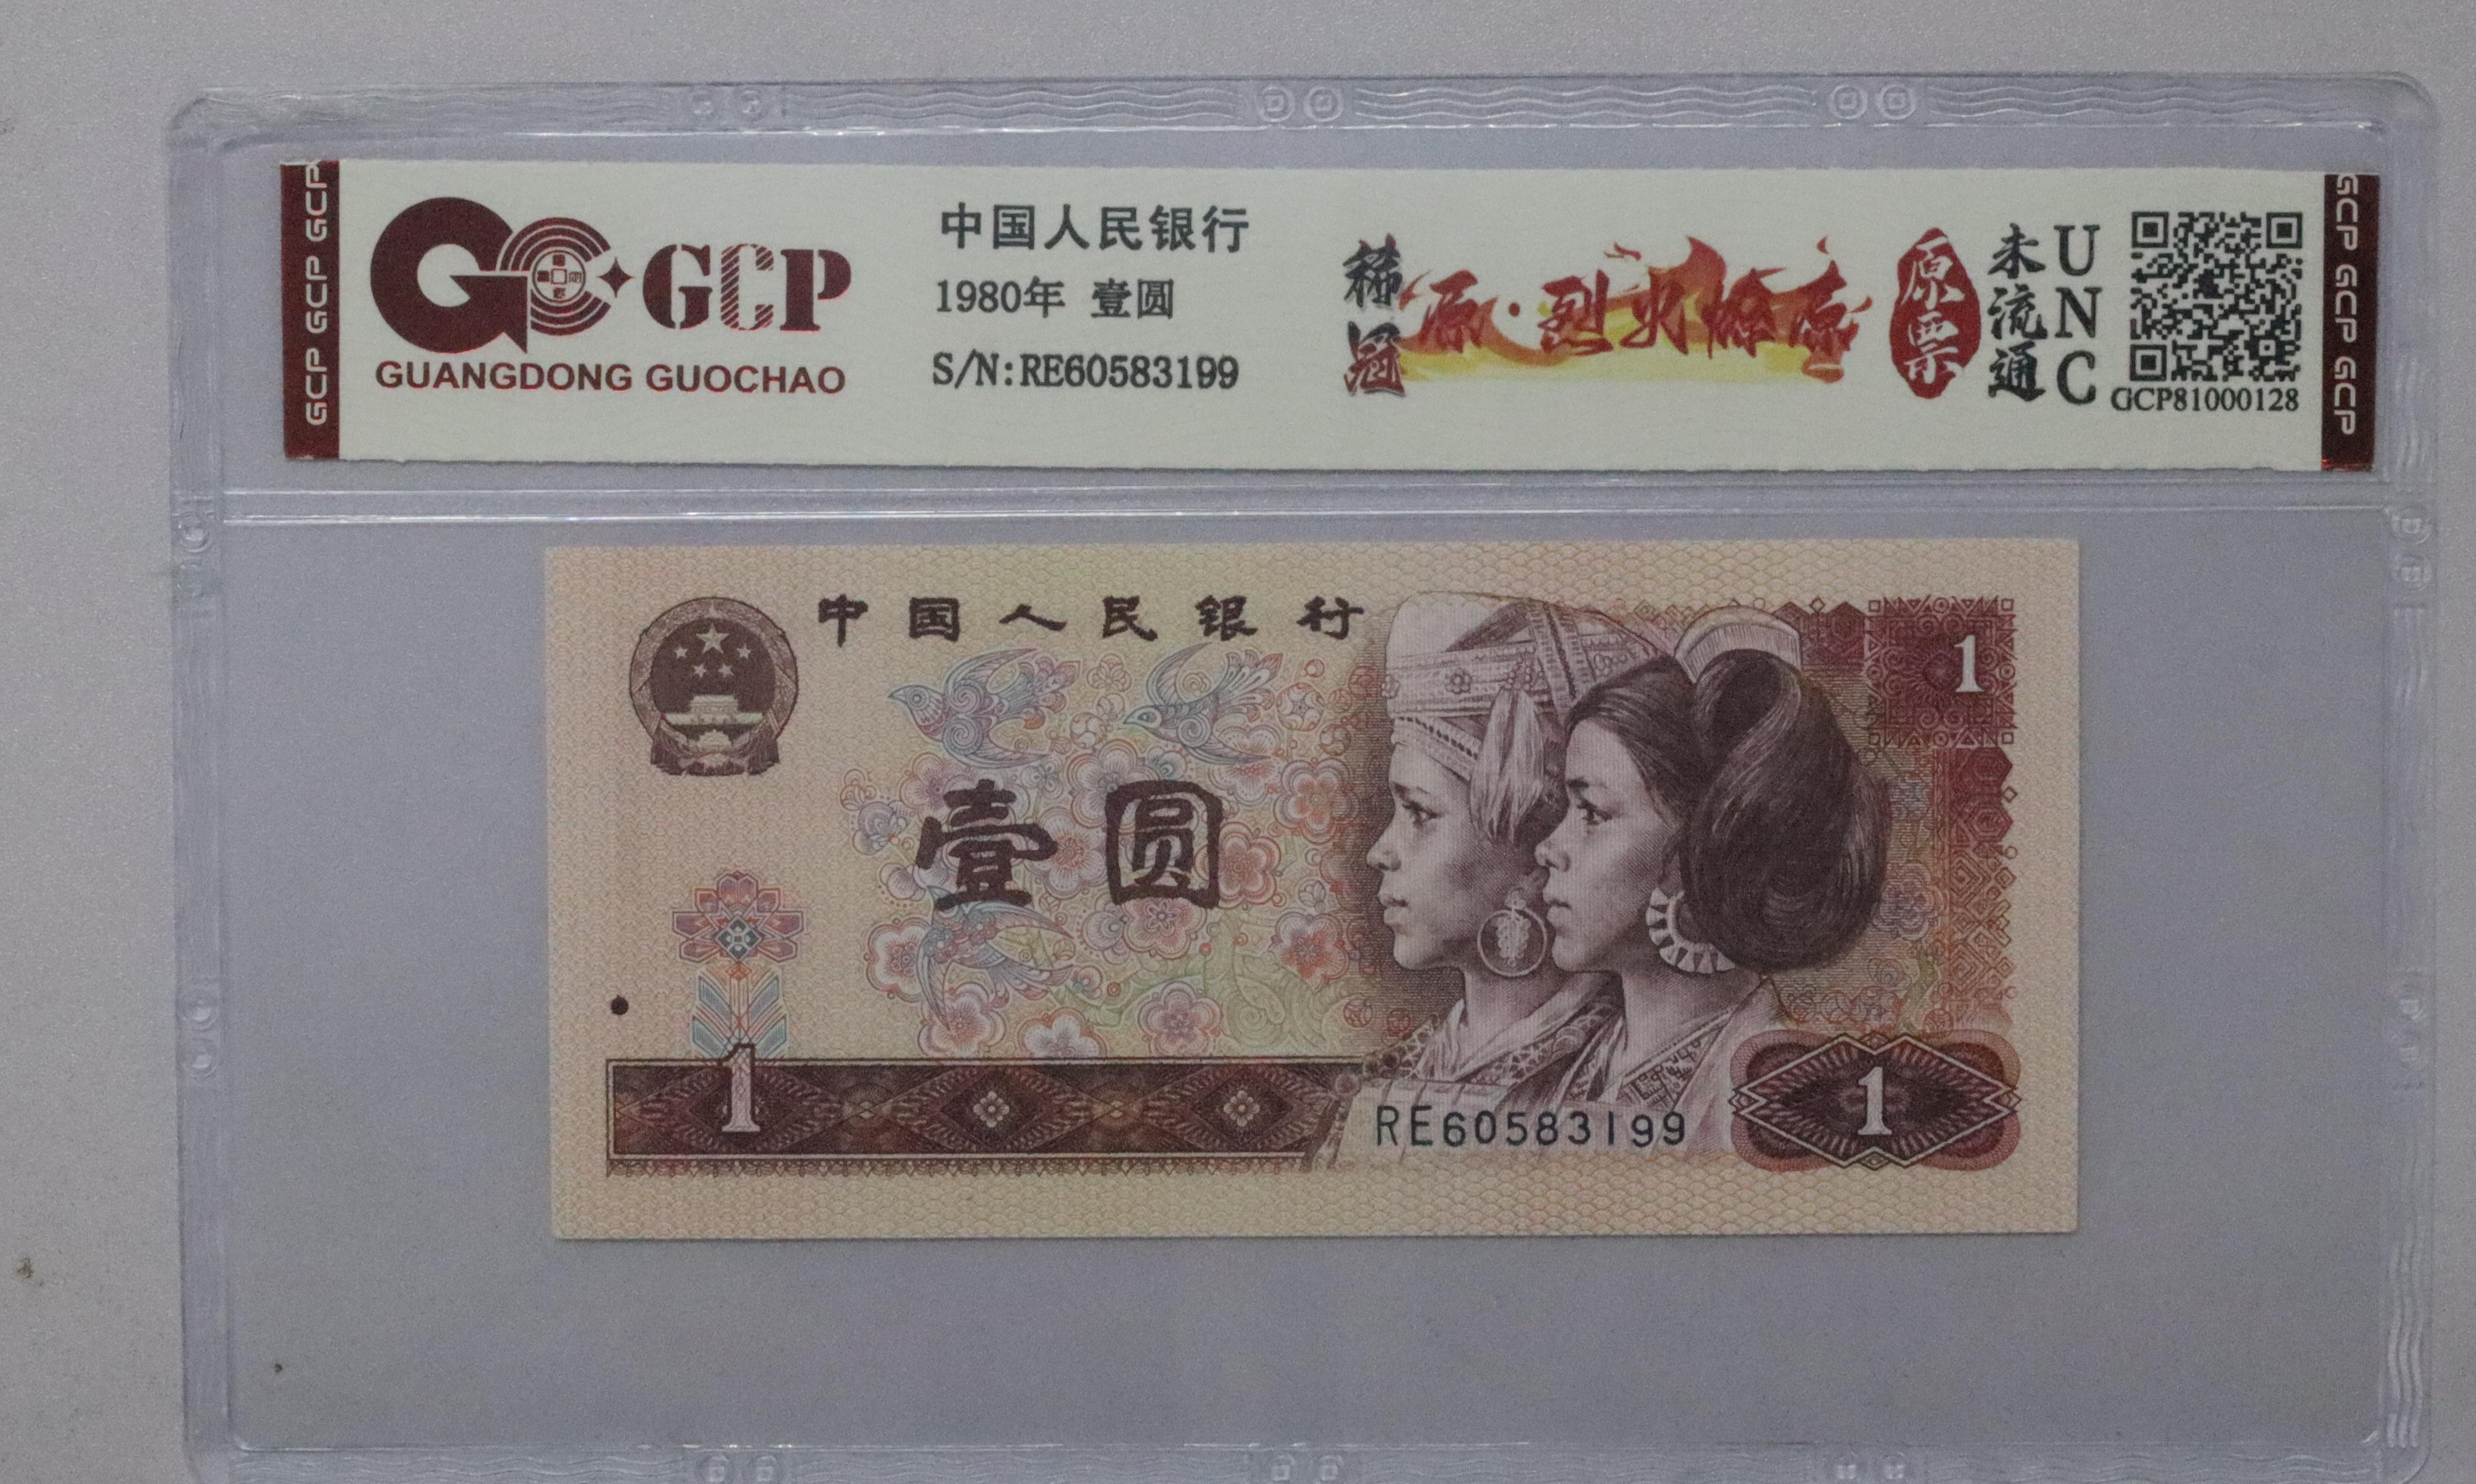 GCP GCP GCP
GC GCP
GUANGDONG GUOCHAO
中国人民银行
1980年 壹圆
S/N:RE60583199
稀冠
原·烈火燎原
原票
未流通
UNC
GCP81000128
GCP GCP GCP
中国人民银行
1
壹圆
1
RE60583199
1